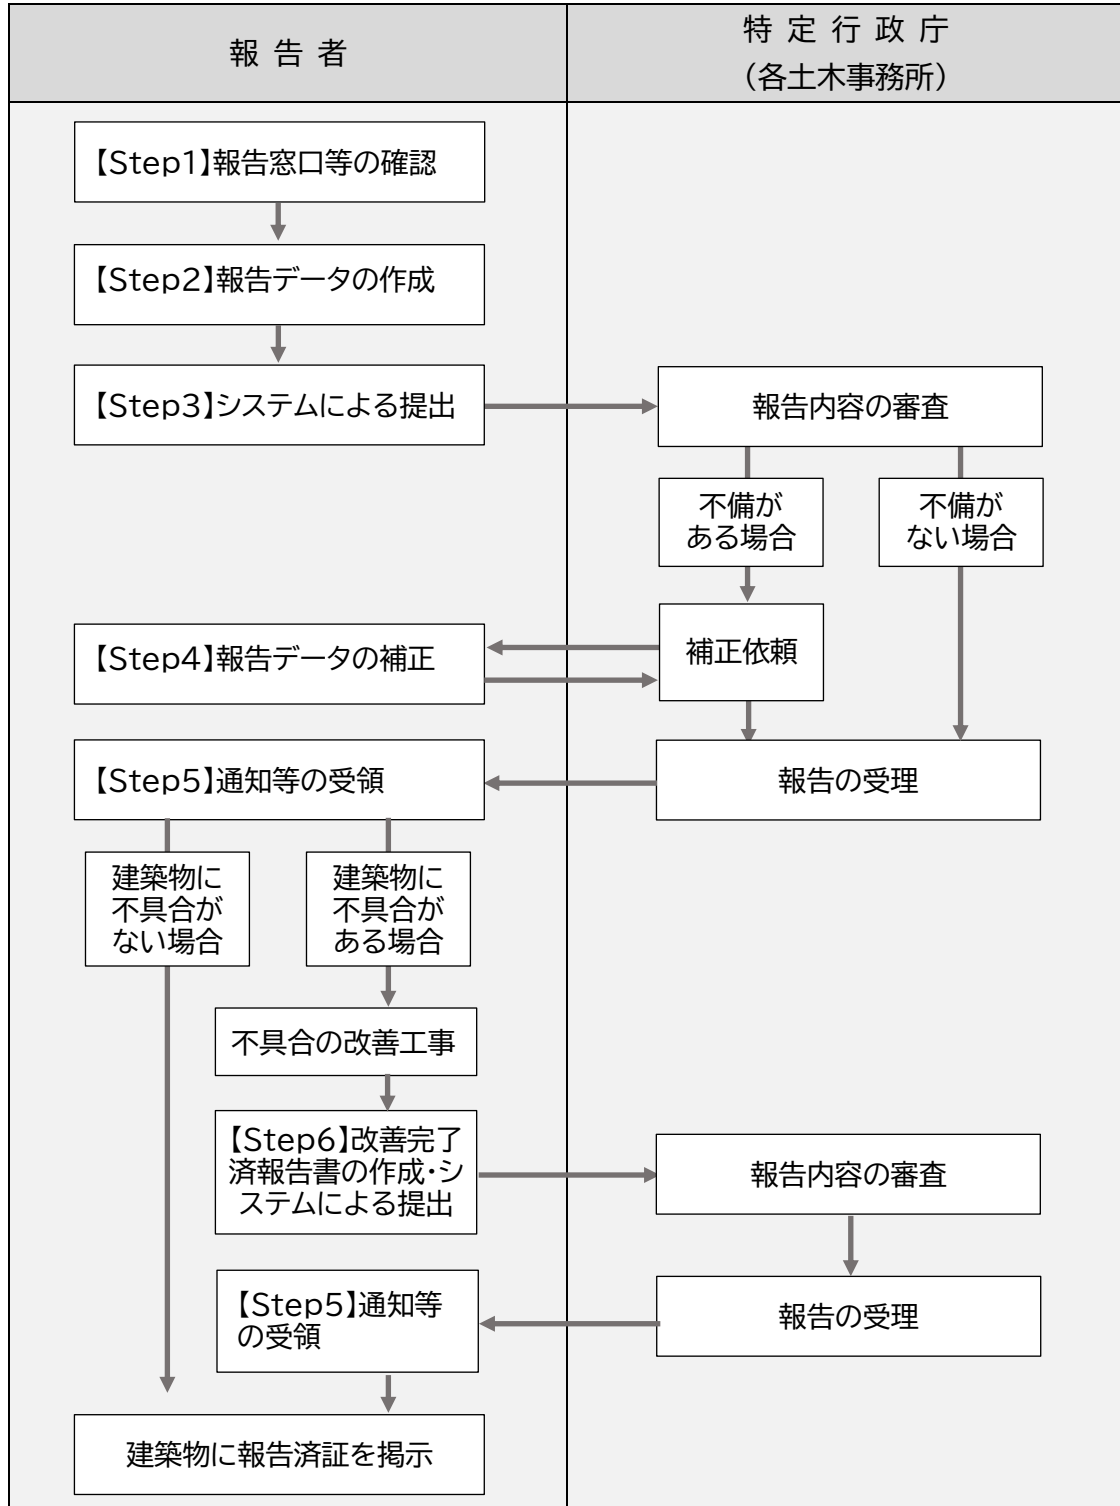 報告者
特定行政庁
(各土木事務所)
【Step1】報告窓口等の確認
【Step2】報告データの作成
【Step3】システムによる提出
報告内容の審査
不備が
ある場合
不備が
ない場合
補正依頼
【Step4】報告データの補正
【Step5】通知等の受領
報告の受理
建築物に
不具合が
ない場合
建築物に
不具合が
ある場合
不具合の改善工事
【Step6】改善完了
済報告書の作成・シ
ステムによる提出
報告内容の審査
【Step5】通知等
の受領
報告の受理
建築物に報告済証を掲示